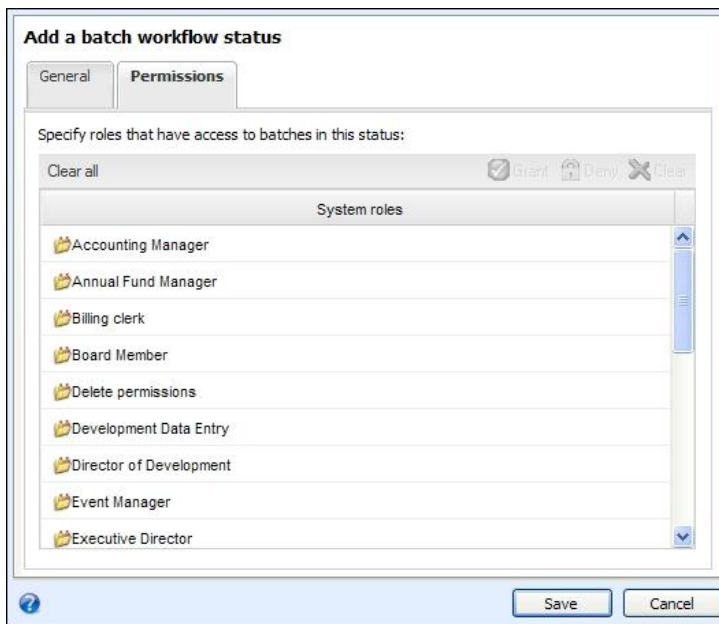 Add a batch workflow status
General Permissions
Specify roles that have access to batches in this status:
Clear all Grant Deny Clear
System roles
Accounting Manager
Annual Fund Manager
Billing clerk
Board Member
Delete permissions
Development Data Entry
Director of Development
Event Manager
Executive Director
? Save Cancel